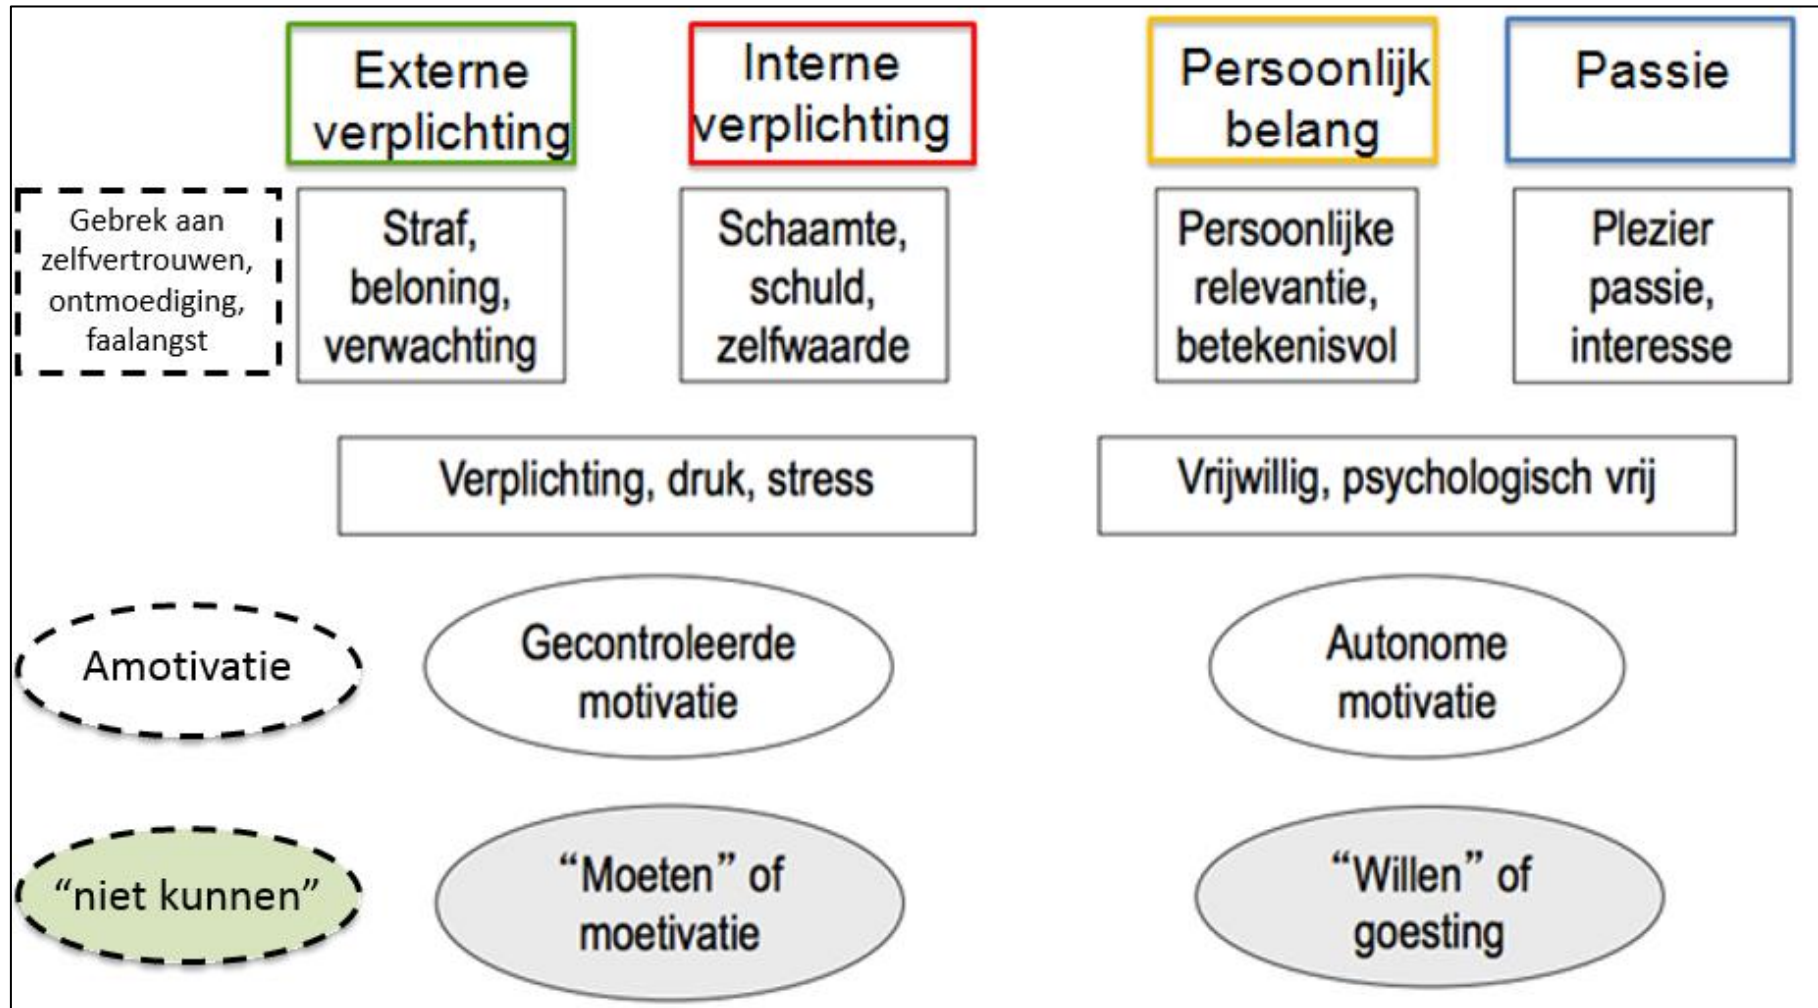 Externe
verplichting
Interne
verplichting
Persoonlijk
belang
Passie
Gebrek aan
zelfvertrouwen,
ontmoediging,
faalangst
Straf,
beloning,
verwachting
Schaamte,
schuld,
zelfwaarde
Persoonlijke
relevantie,
betekenisvol
Plezier
passie,
interesse
Verplichting, druk, stress
Vrijwillig, psychologisch vrij
Amotivatie
Gecontroleerde
motivatie
Autonome
motivatie
“niet kunnen”
“Moeten” of
moetivatie
“Willen” of
goesting